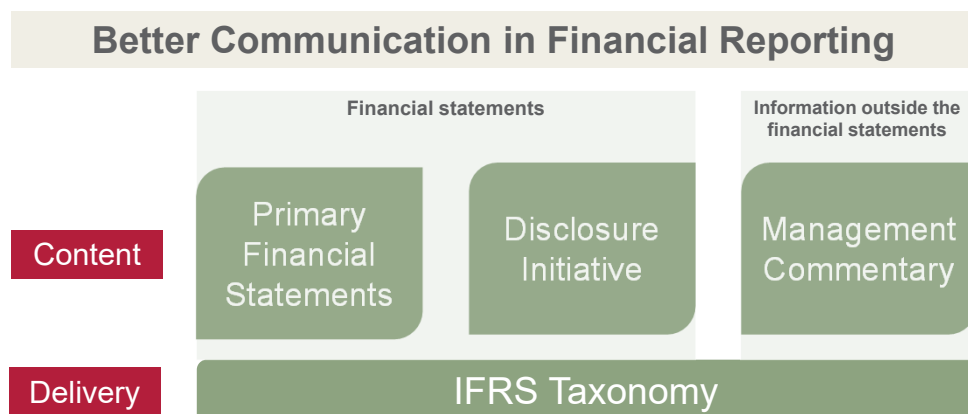 Better Communication in Financial Reporting
Financial statements
Information outside the
financial statements
Content
Primary
Financial
Statements
Disclosure
Initiative
Management
Commentary
Delivery
IFRS Taxonomy